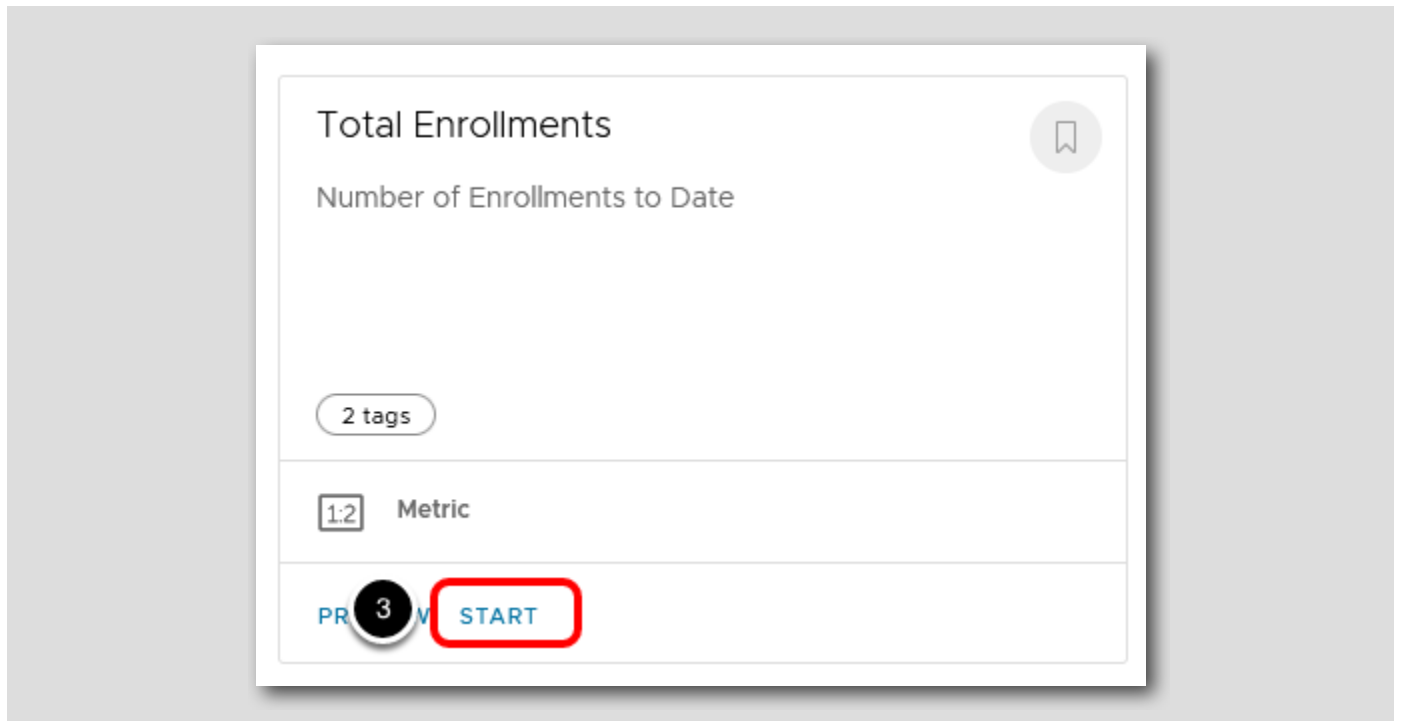 Total Enrollments
Number of Enrollments to Date
2 tags
1:2 Metric
3 START